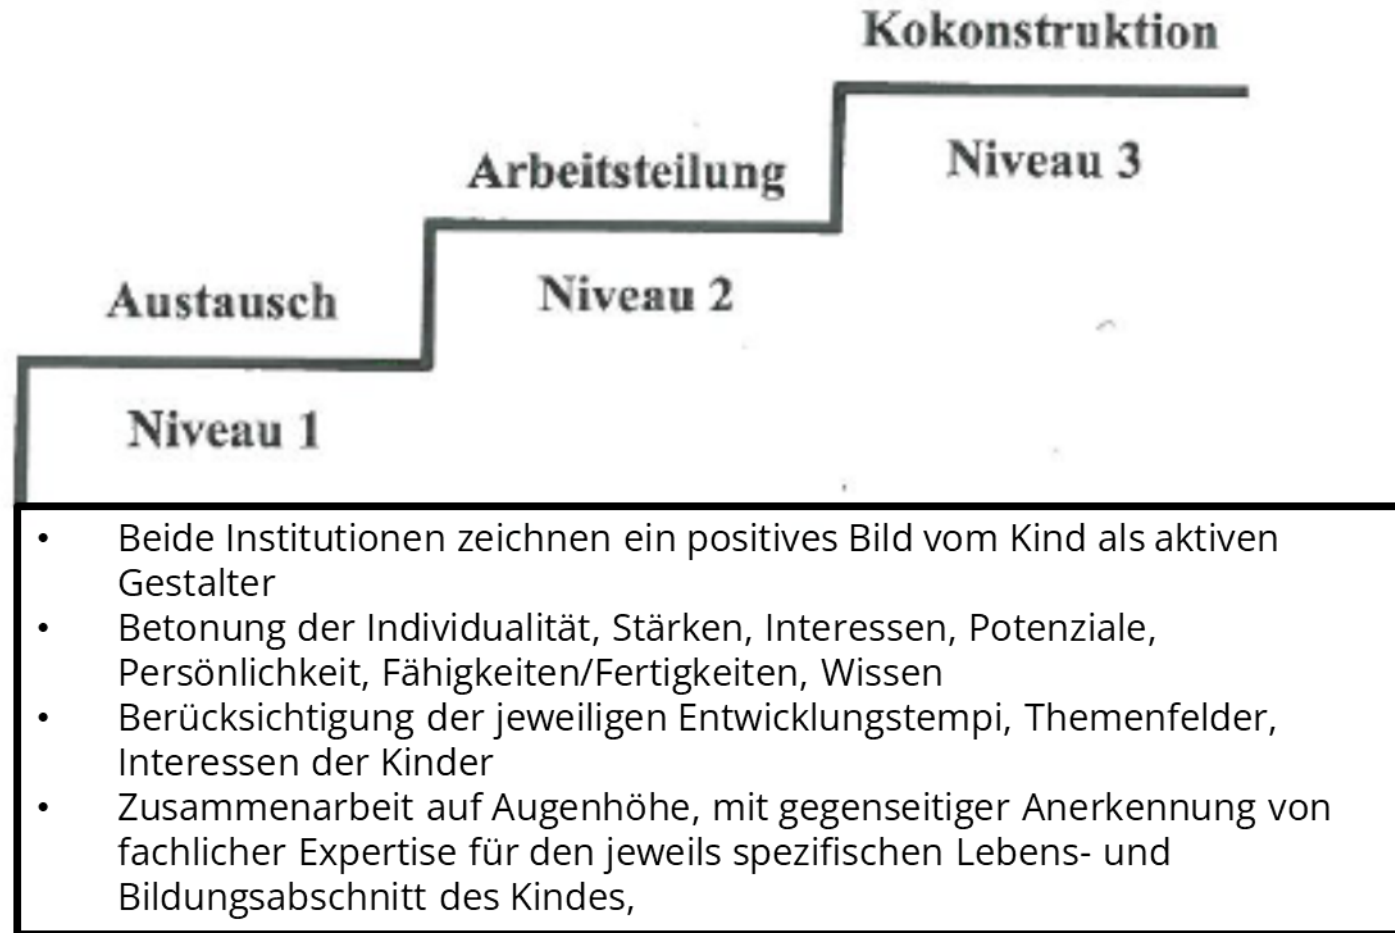 Kokonstruktion
Niveau 3
Arbeitsteilung
Niveau 2
Austausch
Niveau 1
• Beide Institutionen zeichnen ein positives Bild vom Kind als aktiven
Gestalter
• Betonung der Individualität, Stärken, Interessen, Potenziale,
Persönlichkeit, Fähigkeiten/Fertigkeiten, Wissen
• Berücksichtigung der jeweiligen Entwicklungstempi, Themenfelder,
Interessen der Kinder
• Zusammenarbeit auf Augenhöhe, mit gegenseitiger Anerkennung von
fachlicher Expertise für den jeweils spezifischen Lebens- und
Bildungsabschnitt des Kindes,